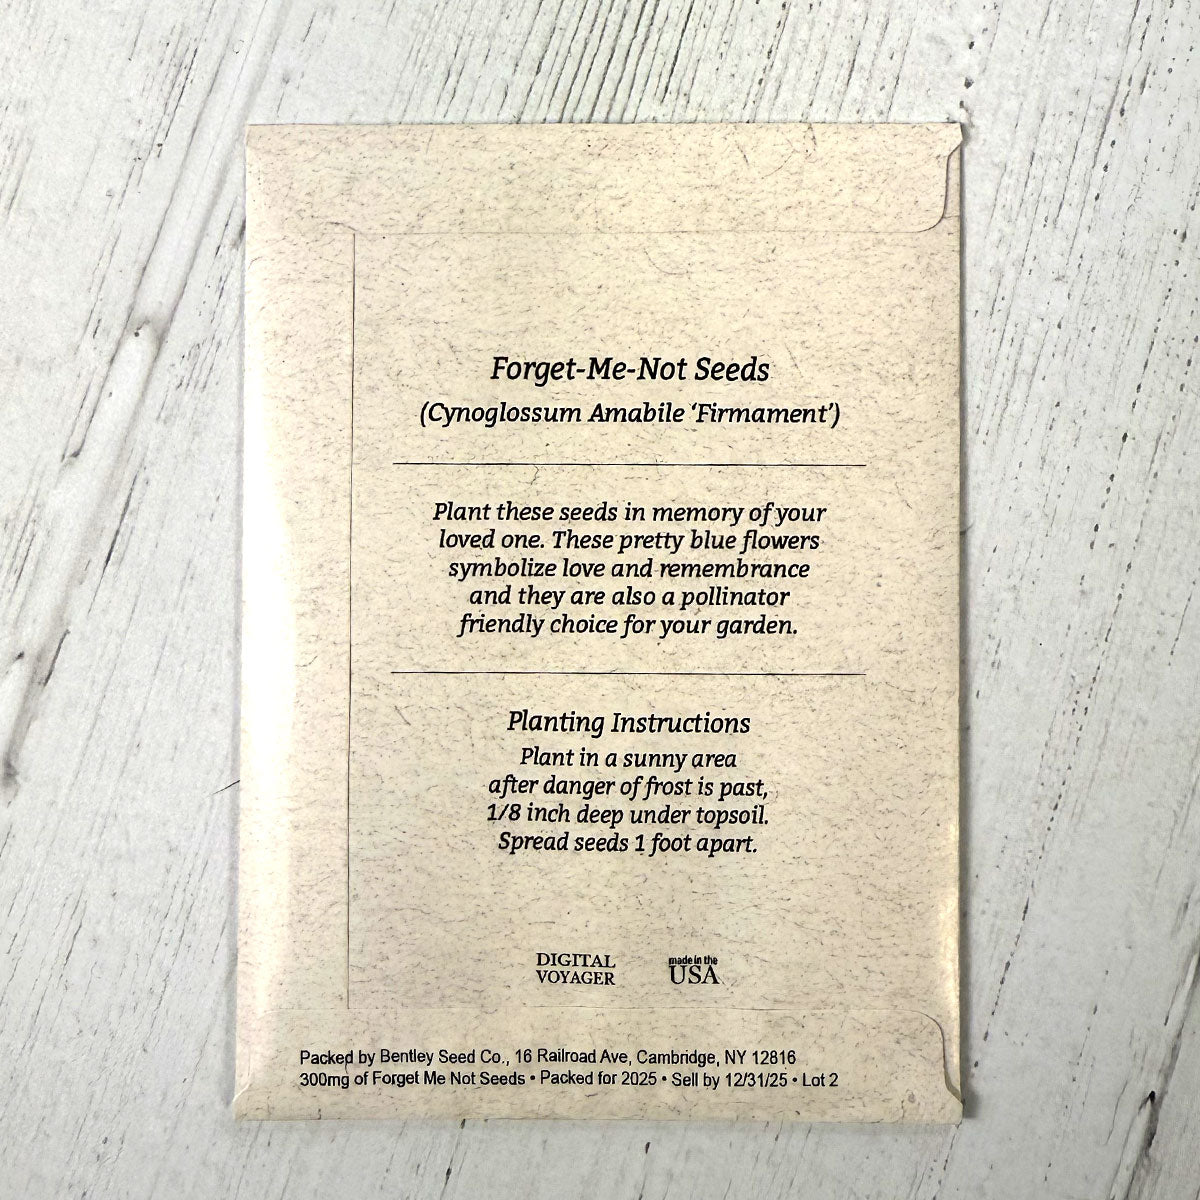 Forget-Me-Not Seeds
(Cynoglossum Amabile ‘Firmament’)
Plant these seeds in memory of your
loved one. These pretty blue flowers
symbolize love and remembrance
and they are also a pollinator
friendly choice for your garden.
Planting Instructions
Plant in a sunny area
after danger of frost is past,
1/8 inch deep under topsoil.
Spread seeds 1 foot apart.
DIGITAL
VOYAGER
made in the
USA
Packed by Bentley Seed Co., 16 Railroad Ave, Cambridge, NY 12816
300mg of Forget Me Not Seeds • Packed for 2025 • Sell by 12/31/25 • Lot 2